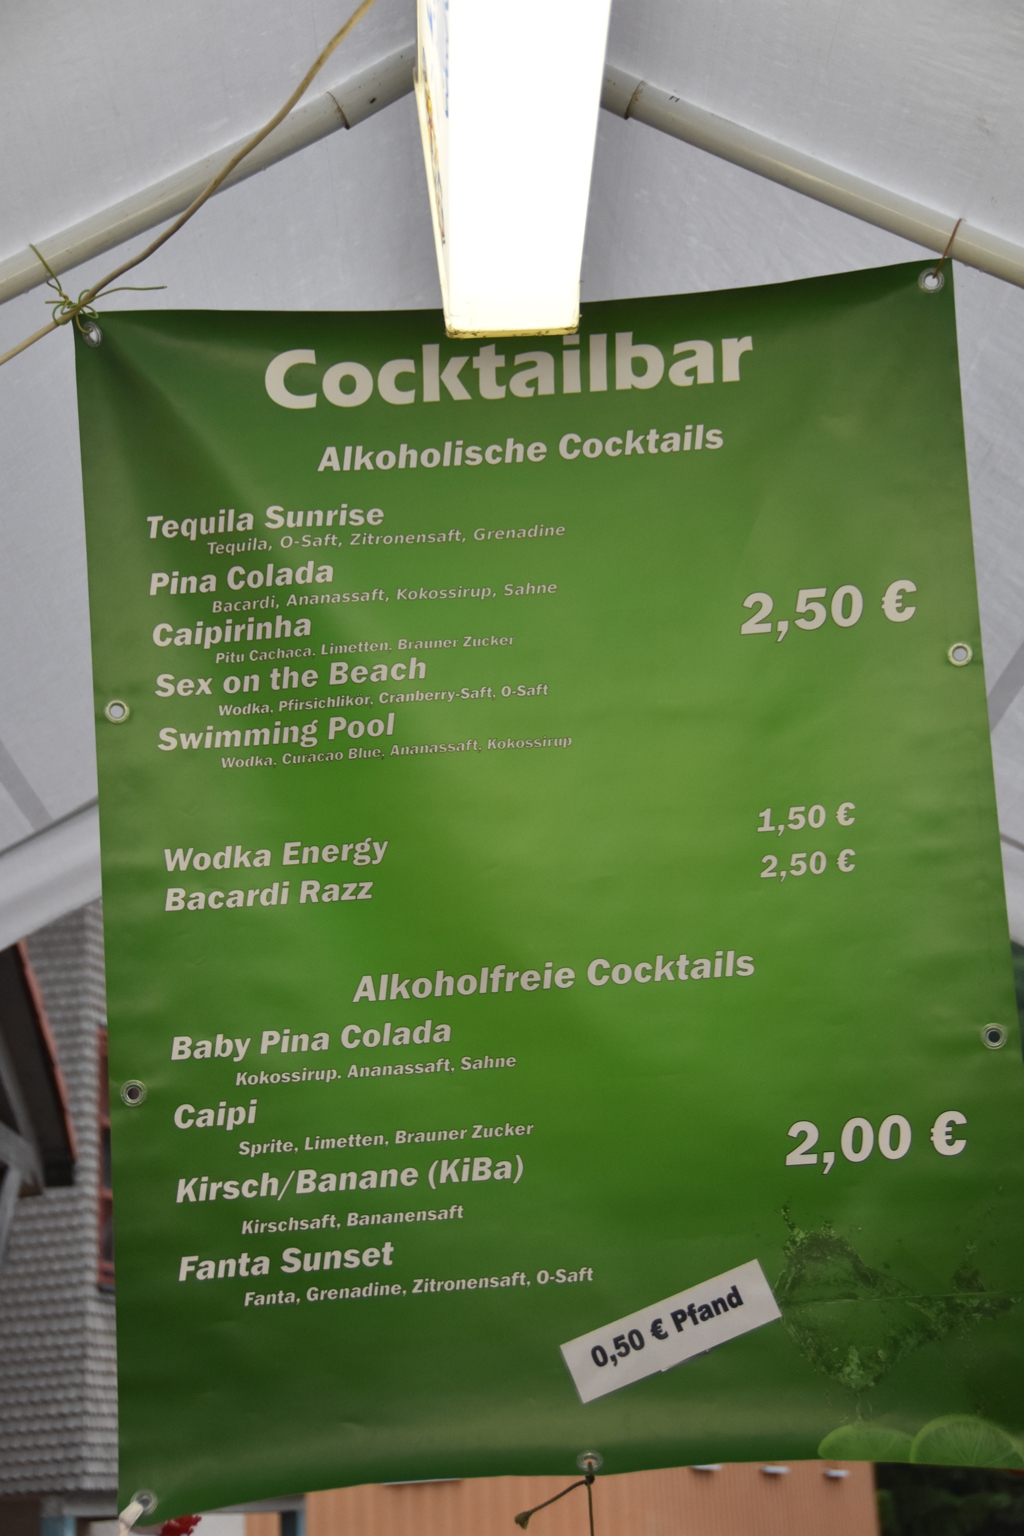 Cocktailbar
Alkoholische Cocktails
Tequila Sunrise
Tequila, O-Saft, Zitronensaft, Grenadine
Pina Colada
Bacardi, Ananassaft, Kokossirup, Sahne
2,50 €
Caipirinha
Pitu Cachaca. Limetten. Brauner Zucker
Sex on the Beach
Wodka, Pfirsichlikör, Cranberry-Saft, O-Saft
Swimming Pool
Wodka. Curacao Blue, Ananassaft, Kokossirup
Wodka Energy 1,50 €
Bacardi Razz 2,50 €
Alkoholfreie Cocktails
Baby Pina Colada
Kokossirup. Ananassaft, Sahne
Caipi
Sprite, Limetten, Brauner Zucker
2,00 €
Kirsch/Banane (KiBa)
Kirschsaft, Bananensaft
Fanta Sunset
Fanta, Grenadine, Zitronensaft, O-Saft
0,50 € Pfand